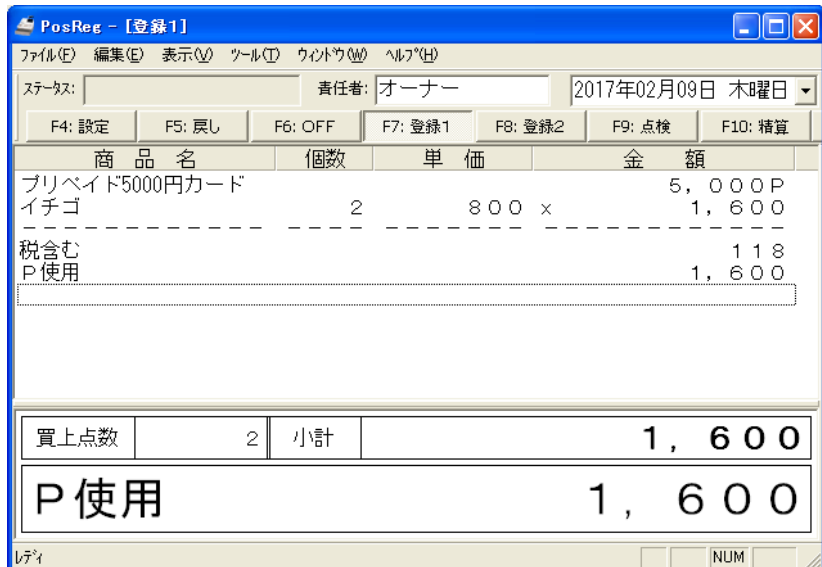 PosReg - [登録1]
ファイル(F) 編集(E) 表示(V) ツール(T) ウィンドウ(W) ヘルプ(H)
ステータス: 責任者: オーナー 2017年02月09日 木曜日
F4: 設定 F5: 戻し F6: OFF F7: 登録1 F8: 登録2 F9: 点検 F10: 精算
商 品 名 個数 単 価 金 額
プリペイド5000円カード 5,000P
イチゴ 2 800 × 1,600
税含む 118
P使用 1,600
買上点数 2 小計 1,600
P使用 1,600
レディ NUM